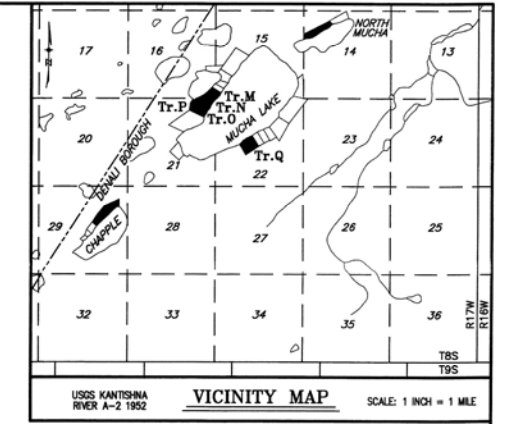 17 16 15 NORTH
MUCHA
14 13
N
Tr.M
Tr.P Tr.N
Tr.O
MUCHA LAKE
Tr.Q
DENALI BOROUGH
20 21 22 23 24
CHAPPLE
29 28 27 26 25
32 33 34 35 36
R17W
R16W
T8S
T9S
USGS KANTISHNA
RIVER A-2 1952
VICINITY MAP
SCALE: 1 INCH = 1 MILE